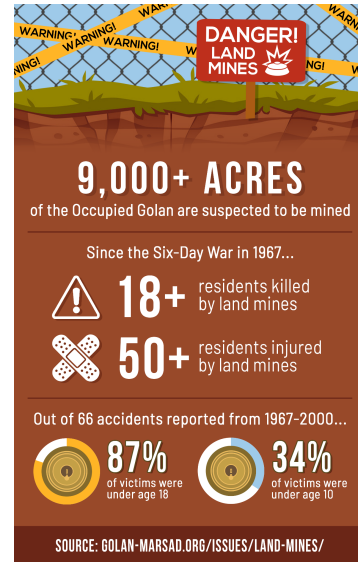 WARNING!
WARNING!
WARNING!
DANGER!
LAND
MINES
9,000+ ACRES
of the Occupied Golan are suspected to be mined
Since the Six-Day War in 1967...
18+
residents killed
by land mines
50+
residents injured
by land mines
Out of 66 accidents reported from 1967-2000...
87%
of victims were
under age 18
34%
of victims were
under age 10
SOURCE: GOLAN-MARSAD.ORG/ISSUES/LAND-MINES/